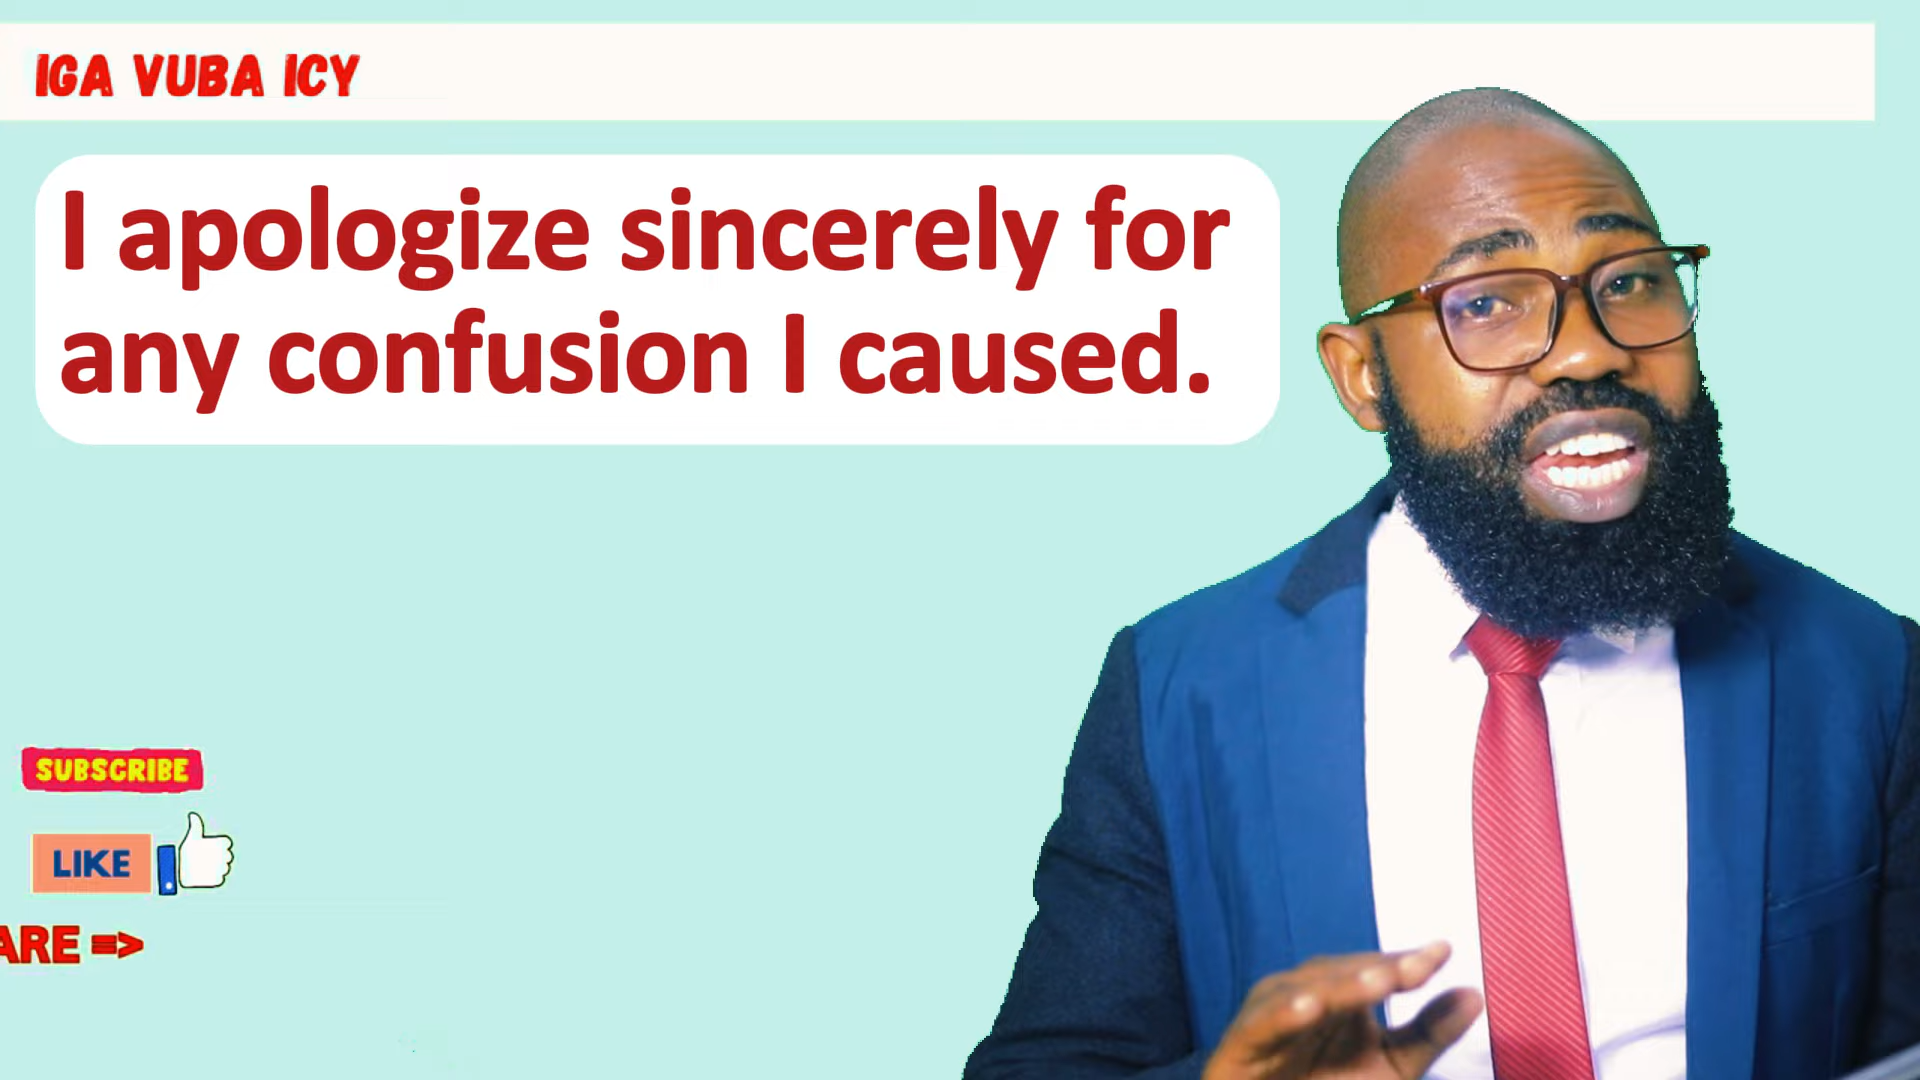 IGA VUBA ICY
I apologize sincerely for
any confusion I caused.
SUBSCRIBE
LIKE
ARE =>